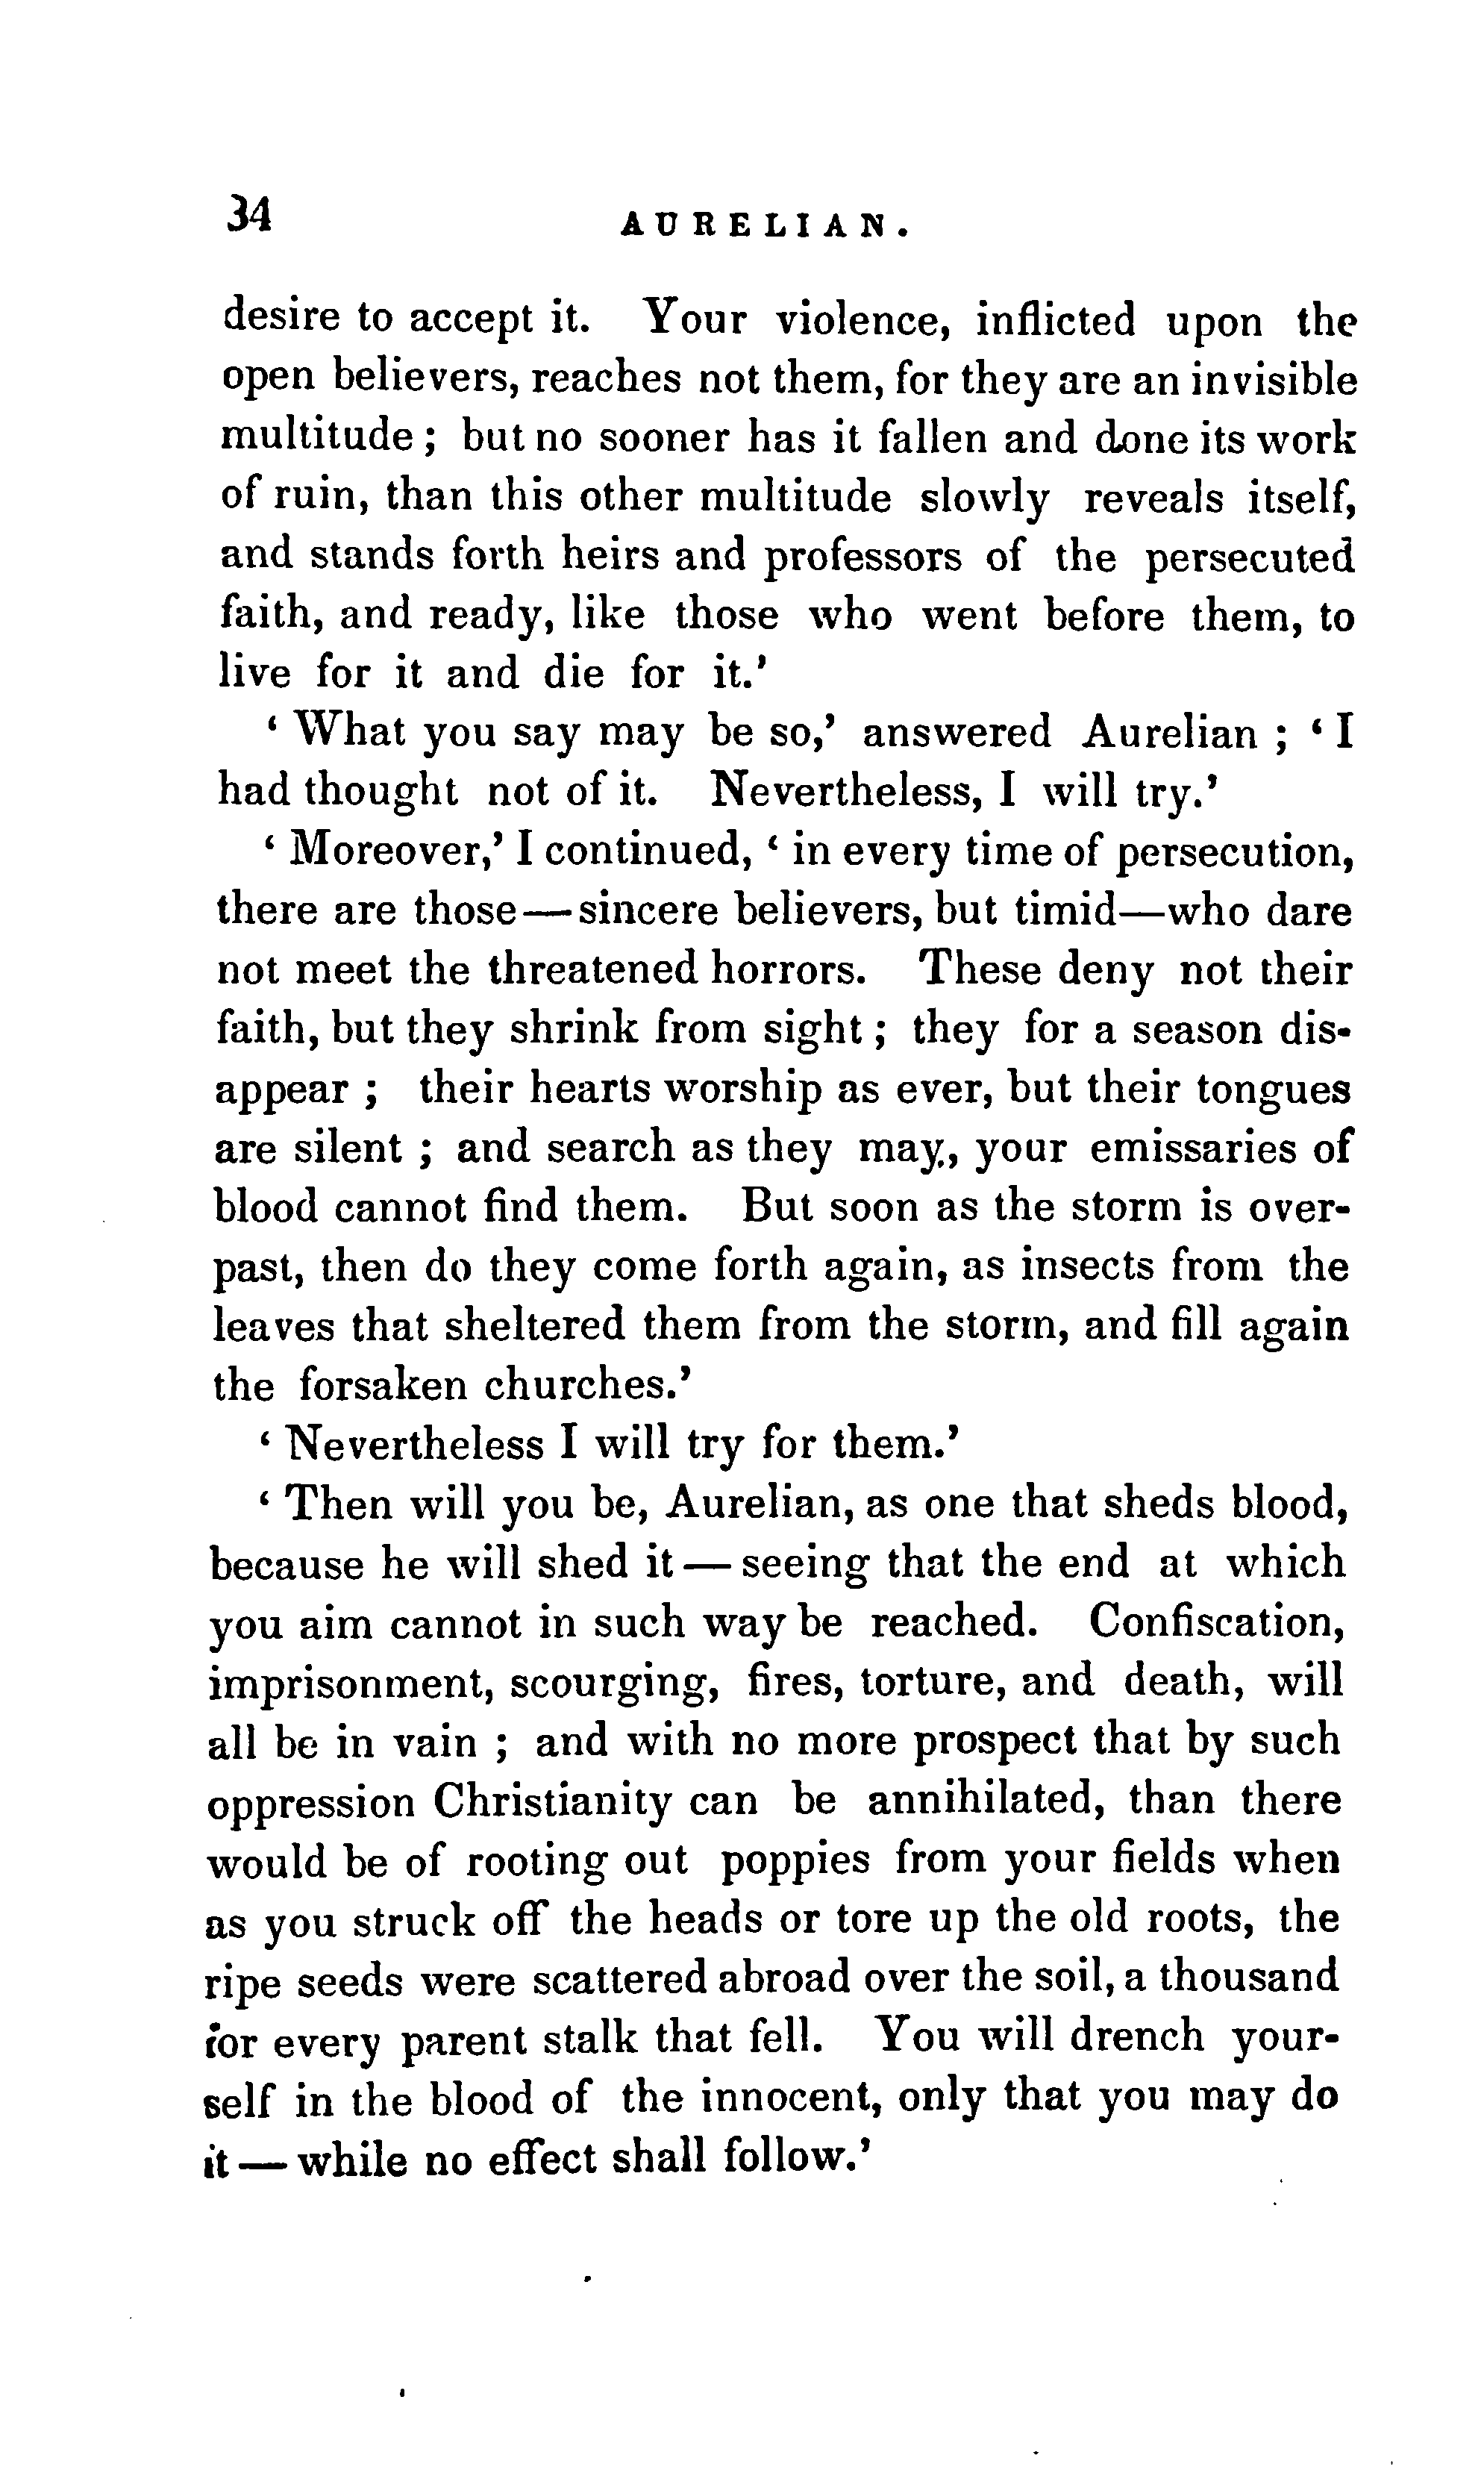 34
AURELIAN.
desire to accept it. Your violence, inflicted upon the
open believers, reaches not them, for they are an invisible
multitude ; but no sooner has it fallen and done its work
of ruin, than this other multitude slowly reveals itself,
and stands forth heirs and professors of the persecuted
faith, and ready, like those who went before them, to
live for it and die for it.’
‘ What you say may be so,’ answered Aurelian ; ‘ I
had thought not of it. Nevertheless, I will try.’
‘ Moreover,’ I continued, ‘ in every time of persecution,
there are those — sincere believers, but timid—who dare
not meet the threatened horrors. These deny not their
faith, but they shrink from sight ; they for a season dis-
appear ; their hearts worship as ever, but their tongues
are silent ; and search as they may, your emissaries of
blood cannot find them. But soon as the storm is over-
past, then do they come forth again, as insects from the
leaves that sheltered them from the storm, and fill again
the forsaken churches.’
‘ Nevertheless I will try for them.’
‘ Then will you be, Aurelian, as one that sheds blood,
because he will shed it — seeing that the end at which
you aim cannot in such way be reached. Confiscation,
imprisonment, scourging, fires, torture, and death, will
all be in vain ; and with no more prospect that by such
oppression Christianity can be annihilated, than there
would be of rooting out poppies from your fields when
as you struck off the heads or tore up the old roots, the
ripe seeds were scattered abroad over the soil, a thousand
for every parent stalk that fell. You will drench your-
self in the blood of the innocent, only that you may do
it — while no effect shall follow.’